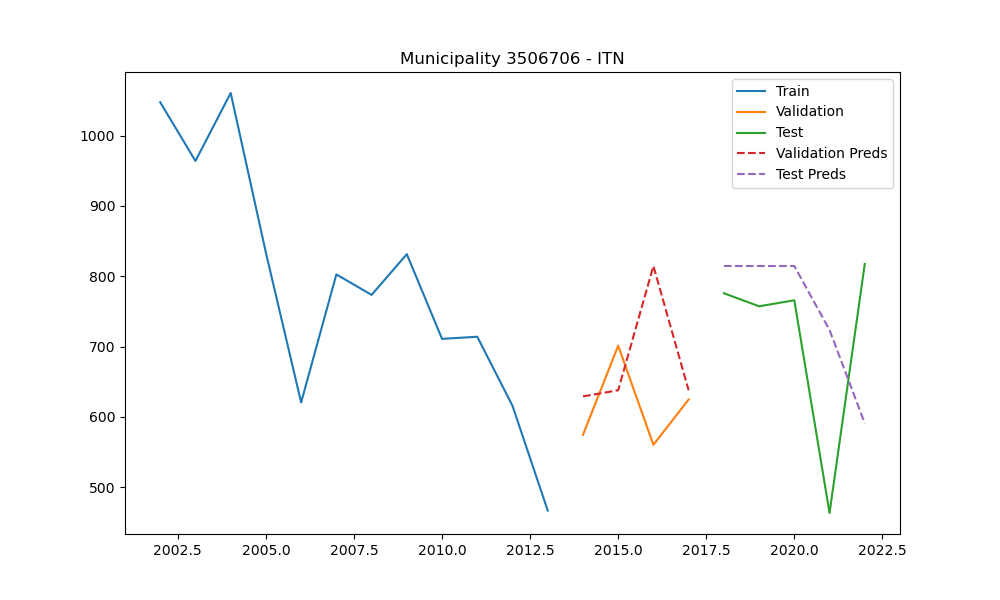 Municipality 3506706 - ITN
Train
Validation
Test
Validation Preds
Test Preds
1000
900
800
700
600
500
2002.5 2005.0 2007.5 2010.0 2012.5 2015.0 2017.5 2020.0 2022.5